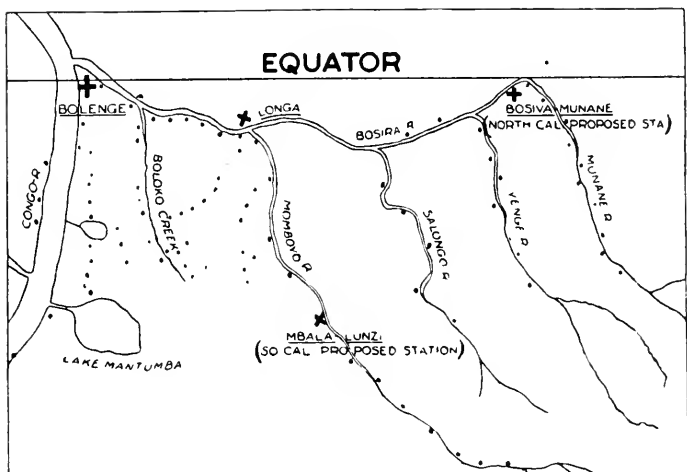 EQUATOR
BOLENGE
LONGA
BOSIRA R
BOSIVA MUNANE
(NORTH CAL PROPOSED STA)
CONGO R
BOLOKO CREEK
MOMBOYO R
SALONGO R
YENGE R
MUNANE R
MBALA LUNZI
(SO CAL PROPOSED STATION)
LAKE MANTUMBA